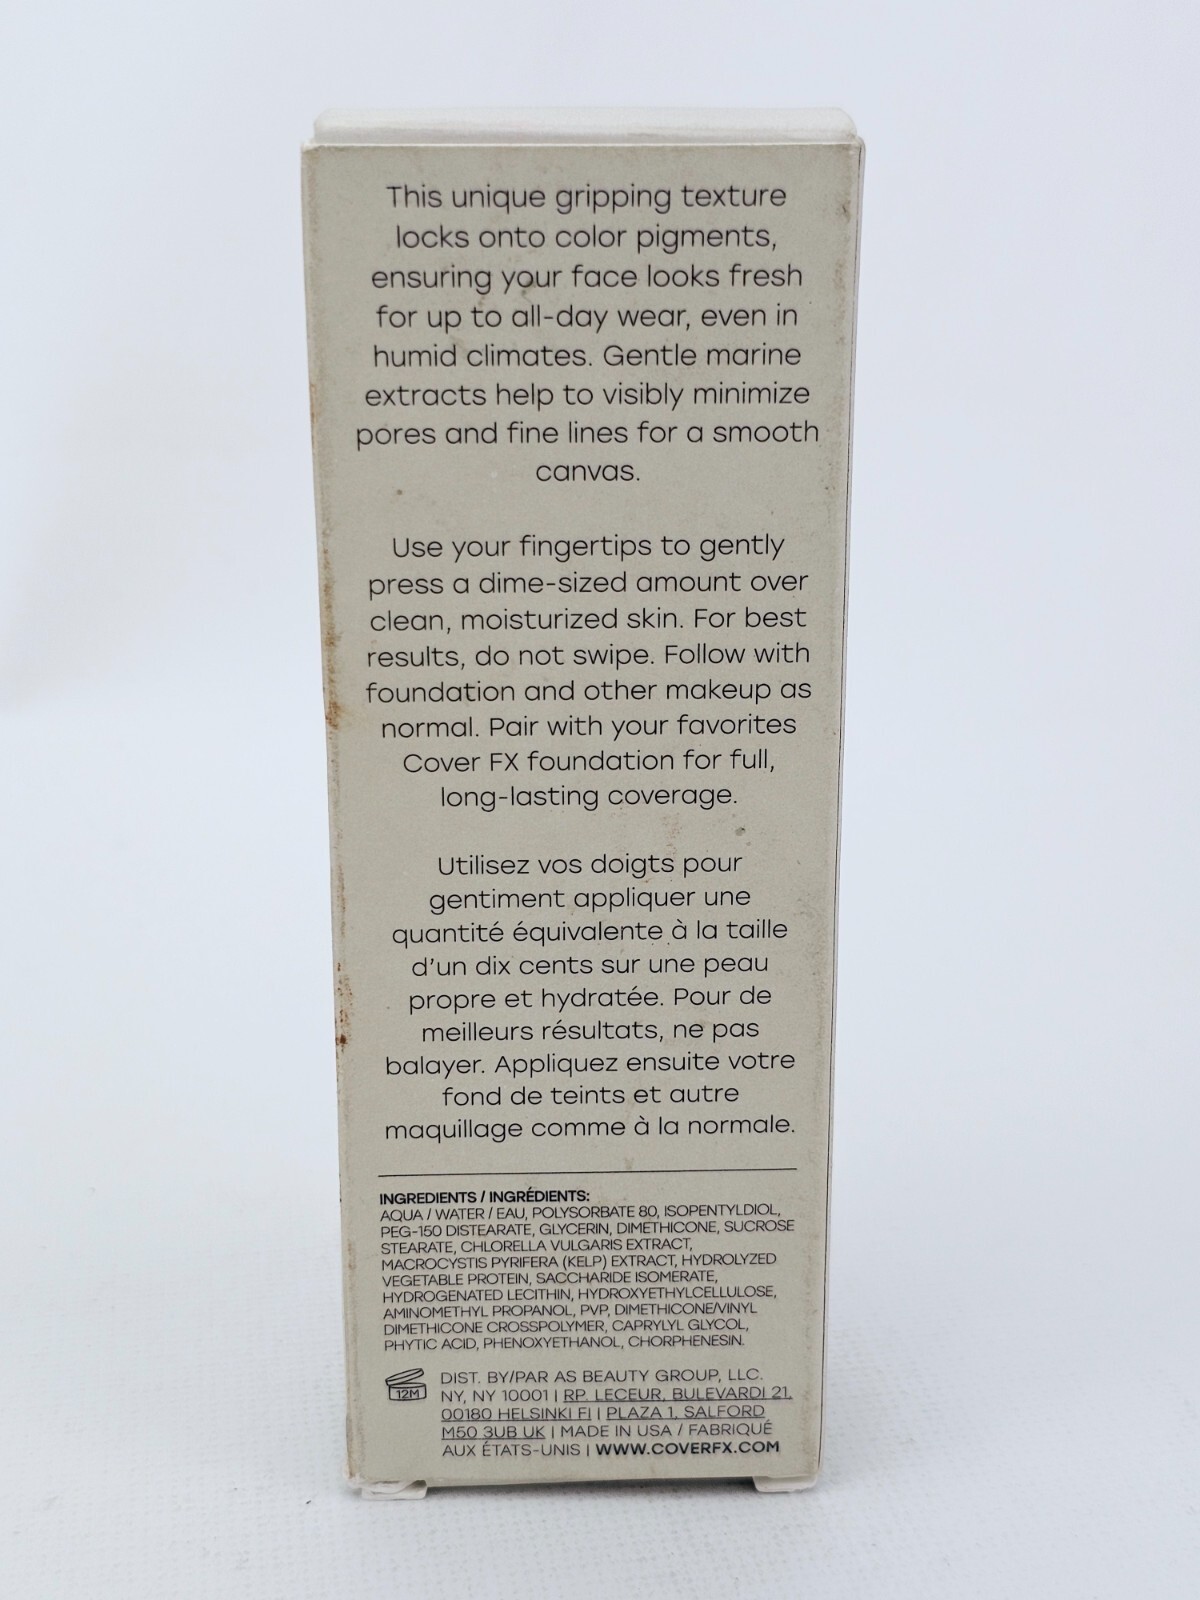 This unique gripping texture
locks onto color pigments,
ensuring your face looks fresh
for up to all-day wear, even in
humid climates. Gentle marine
extracts help to visibly minimize
pores and fine lines for a smooth
canvas.
Use your fingertips to gently
press a dime-sized amount over
clean, moisturized skin. For best
results, do not swipe. Follow with
foundation and other makeup as
normal. Pair with your favorites
Cover FX foundation for full,
long-lasting coverage.
Utilisez vos doigts pour
gentiment appliquer une
quantité équivalente à la taille
d'un dix cents sur une peau
propre et hydratée. Pour de
meilleurs résultats, ne pas
balayer. Appliquez ensuite votre
fond de teints et autre
maquillage comme à la normale.
INGREDIENTS / INGRÉDIENTS:
AQUA / WATER / EAU, POLYSORBATE 80, ISOPENTYLDIOL,
PEG-150 DISTEARATE, GLYCERIN, DIMETHICONE, SUCROSE
STEARATE, CHLORELLA VULGARIS EXTRACT,
MACROCYSTIS PYRIFERA (KELP) EXTRACT, HYDROLYZED
VEGETABLE PROTEIN, SACCHARIDE ISOMERATE,
HYDROGENATED LECITHIN, HYDROXYETHYLCELLULOSE,
AMINOMETHYL PROPANOL, PVP, DIMETHICONE/VINYL
DIMETHICONE CROSSPOLYMER, CAPRYLYL GLYCOL,
PHYTIC ACID, PHENOXYETHANOL, CHORPHENESIN.
12M
DIST. BY/PAR AS BEAUTY GROUP, LLC.
NY, NY 10001 | RP. LECEUR, BULEVARDI 21,
00180 HELSINKI FI | PLAZA 1, SALFORD
M50 3UB UK | MADE IN USA / FABRIQUÉ
AUX ÉTATS-UNIS | WWW.COVERFX.COM